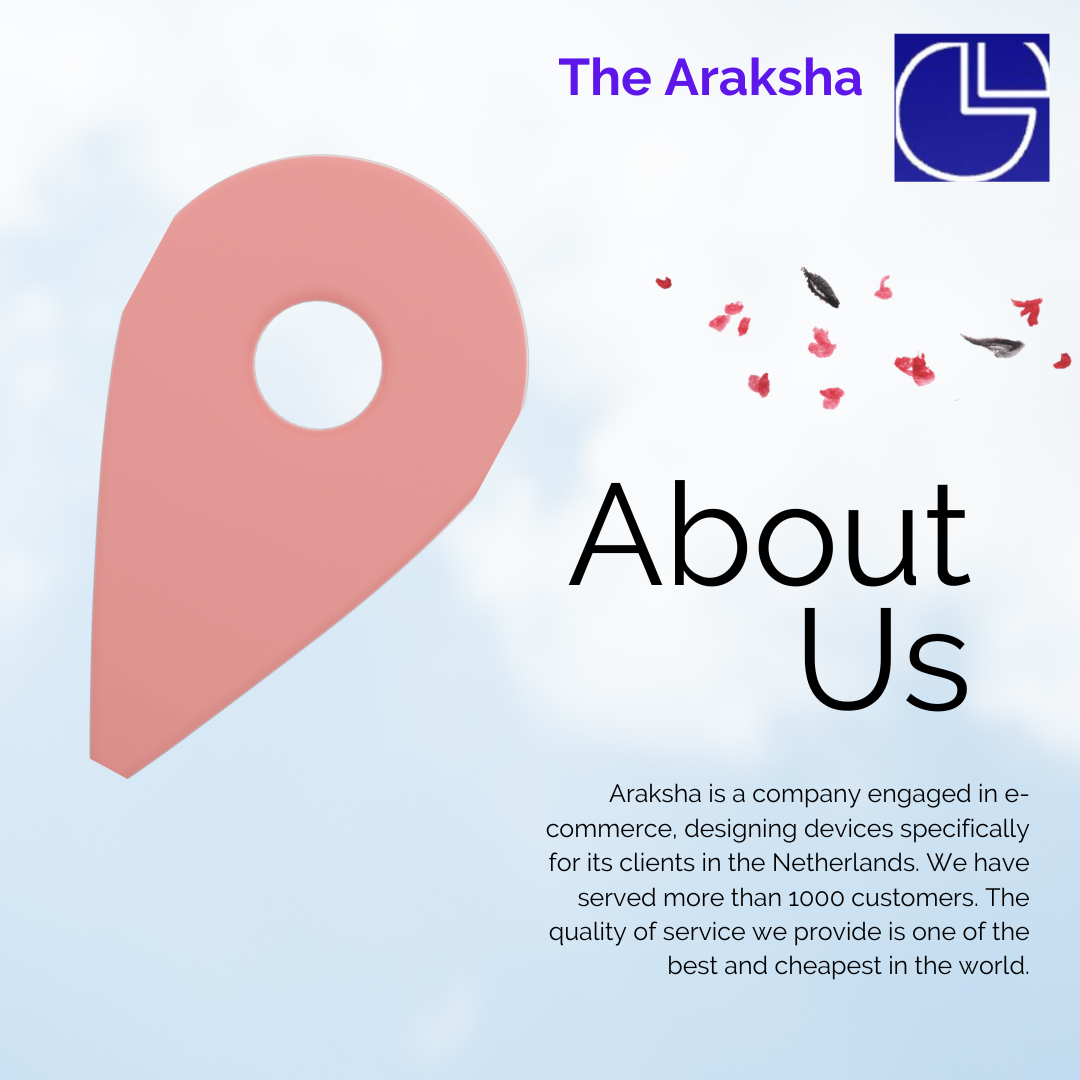 The Araksha
About
Us
Araksha is a company engaged in e-
commerce, designing devices specifically
for its clients in the Netherlands. We have
served more than 1000 customers. The
quality of service we provide is one of the
best and cheapest in the world.